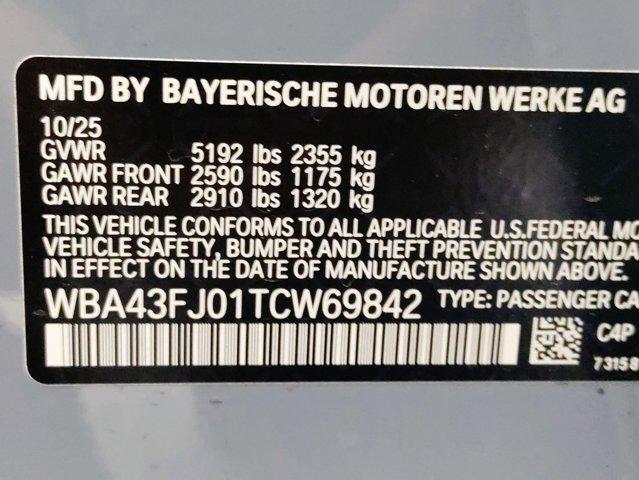 MFD BY BAYERISCHE MOTOREN WERKE AG
10/25
GVWR 5192 lbs 2355 kg
GAWR FRONT 2590 lbs 1175 kg
GAWR REAR 2910 lbs 1320 kg
THIS VEHICLE CONFORMS TO ALL APPLICABLE U.S.FEDERAL MO
VEHICLE SAFETY, BUMPER AND THEFT PREVENTION STANDA
IN EFFECT ON THE DATE OF MANUFACTURE SHOWN ABOVE.
WBA43FJ01TCW69842 TYPE: PASSENGER CA
C4P
73158